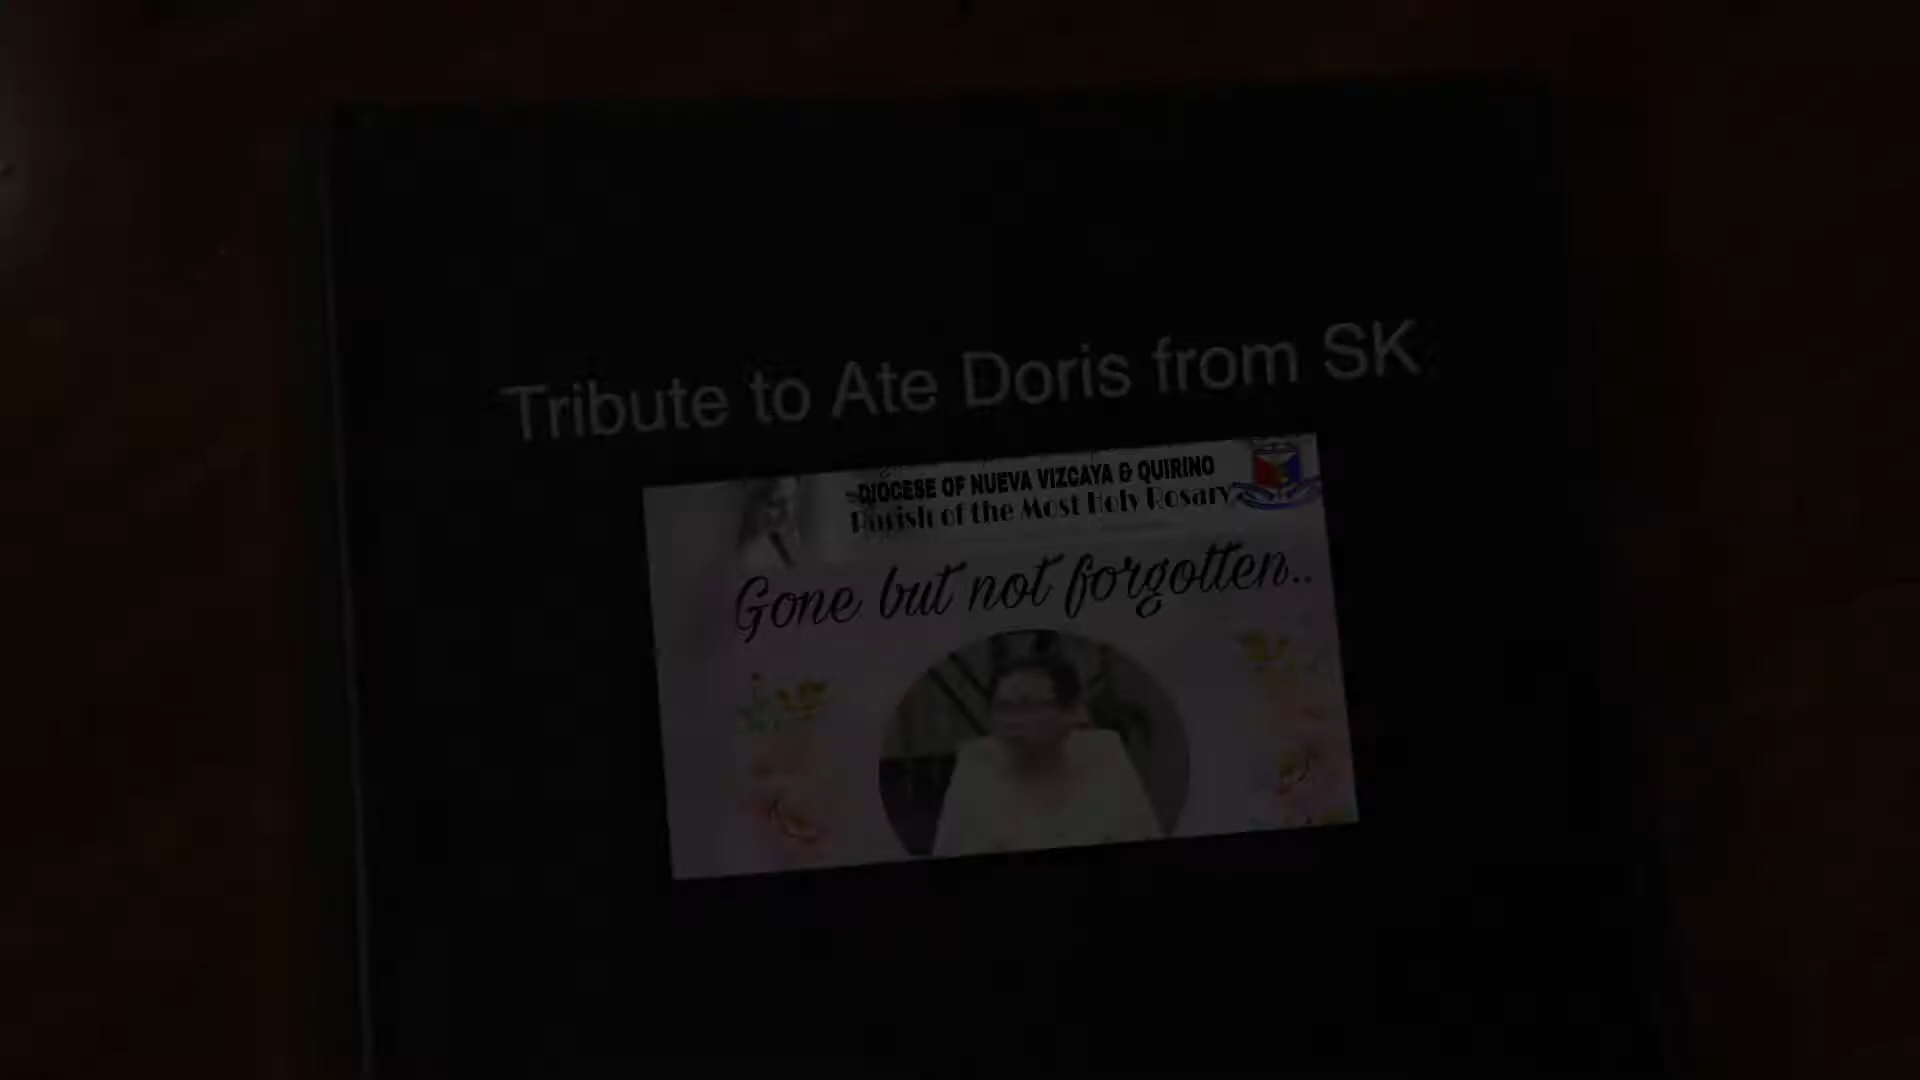 Tribute to Ate Doris from SK
DIOCESE OF NUEVA VIZCAYA & QUIRINO
Parish of the Most Holy Rosary
Gone but not forgotten..